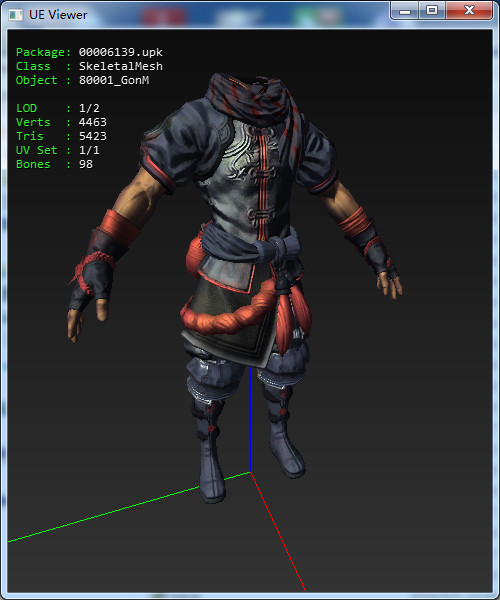 UE Viewer
Package: 00006139.upk
Class : SkeletalMesh
Object : 80001_GonM
LOD : 1/2
Verts : 4463
Tris : 5423
UV Set : 1/1
Bones : 98